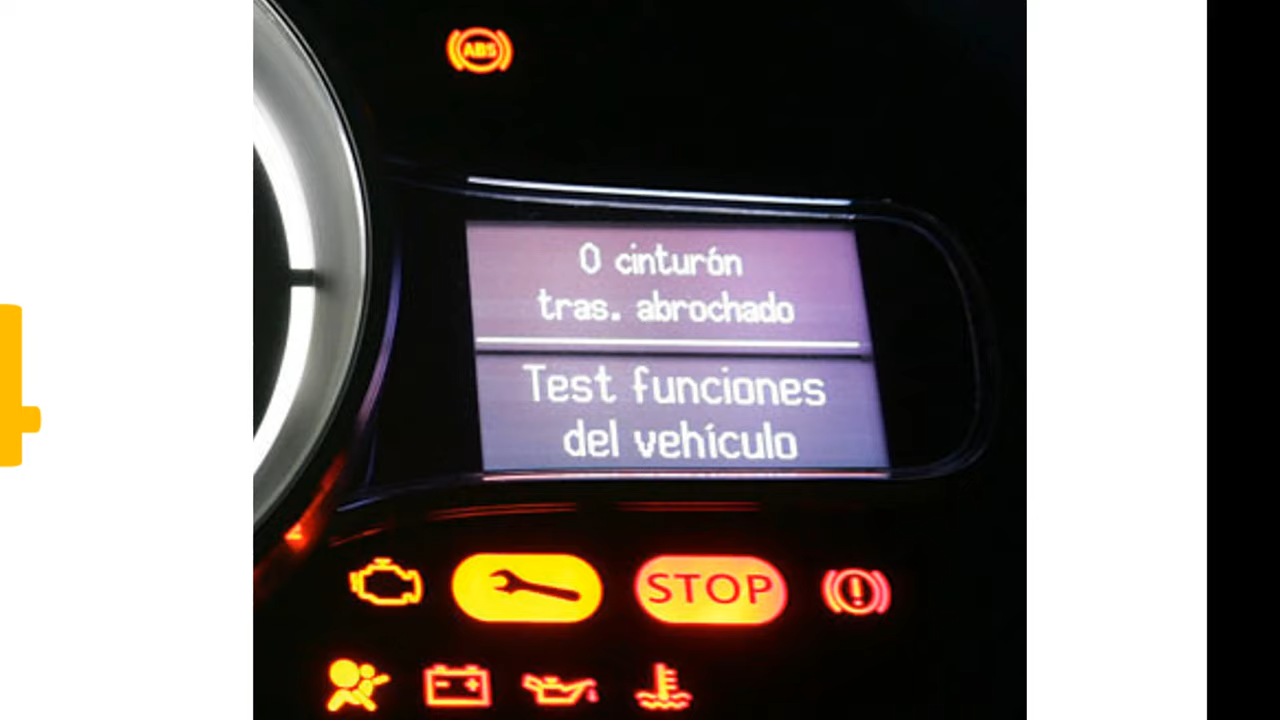 ABS
0 cinturón
tras. abrochado
Test funciones
del vehículo
STOP